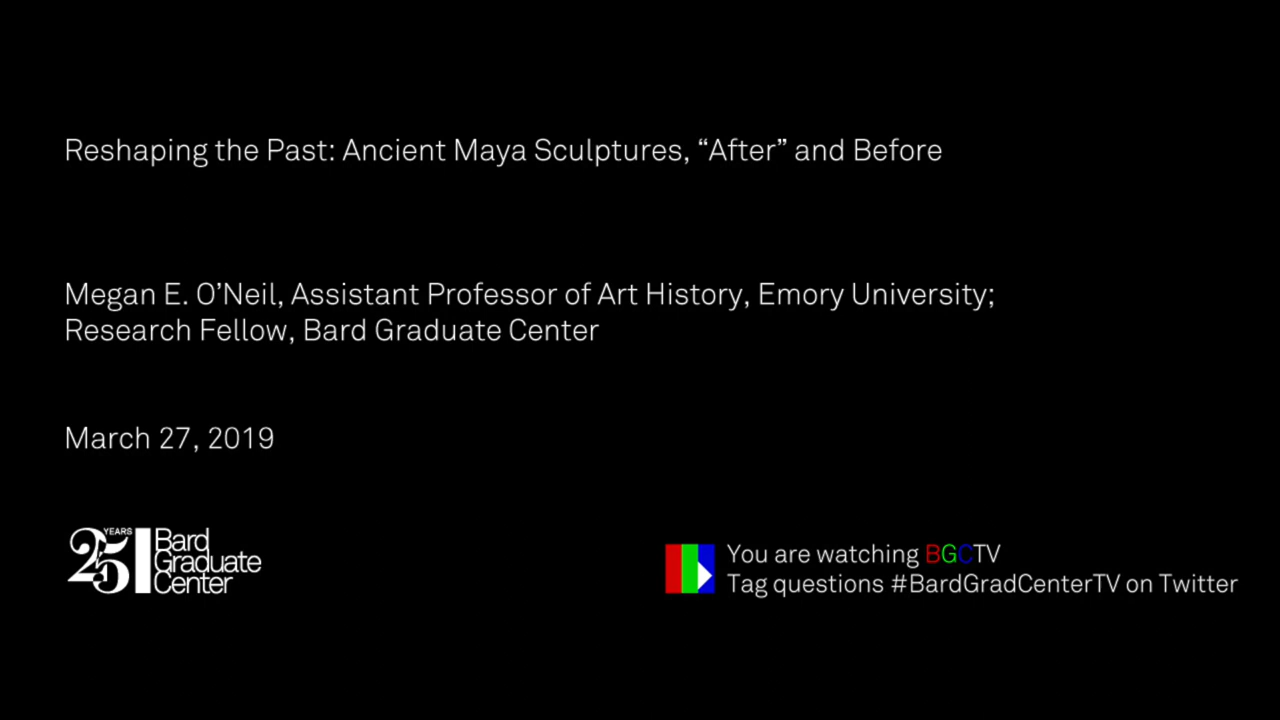 Reshaping the Past: Ancient Maya Sculptures, “After” and Before
Megan E. O’Neil, Assistant Professor of Art History, Emory University;
Research Fellow, Bard Graduate Center
March 27, 2019
25 YEARS
Bard
Graduate
Center
You are watching BGCTV
Tag questions #BardGradCenterTV on Twitter